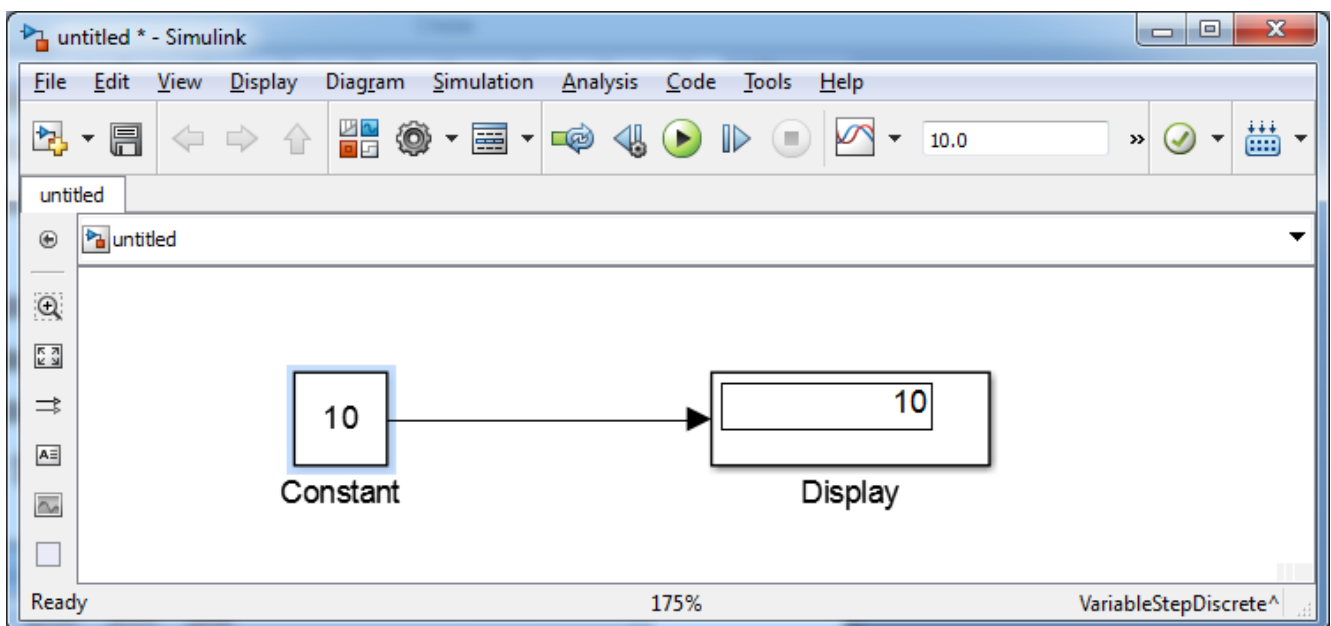 untitled * - Simulink
File Edit View Display Diagram Simulation Analysis Code Tools Help
10.0 »
untitled
untitled
10
10
Constant
Display
Ready 175% VariableStepDiscrete^